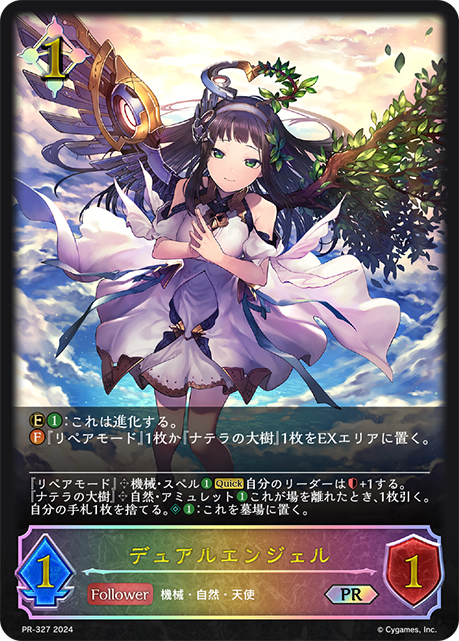 1
E 1:これは進化する。
F『リペアモード』1枚か『ナテラの大樹』1枚をEXエリアに置く。
『リペアモード』機械・スペル 1 Quick 自分のリーダーは+1する。
『ナテラの大樹』自然・アミュレット 1 これが場を離れたとき、1枚引く。
自分の手札1枚を捨てる。1:これを墓場に置く。
デュアルエンジェル
1
Follower 機械・自然・天使 PR
1
PR-327 2024 © Cygames, Inc.